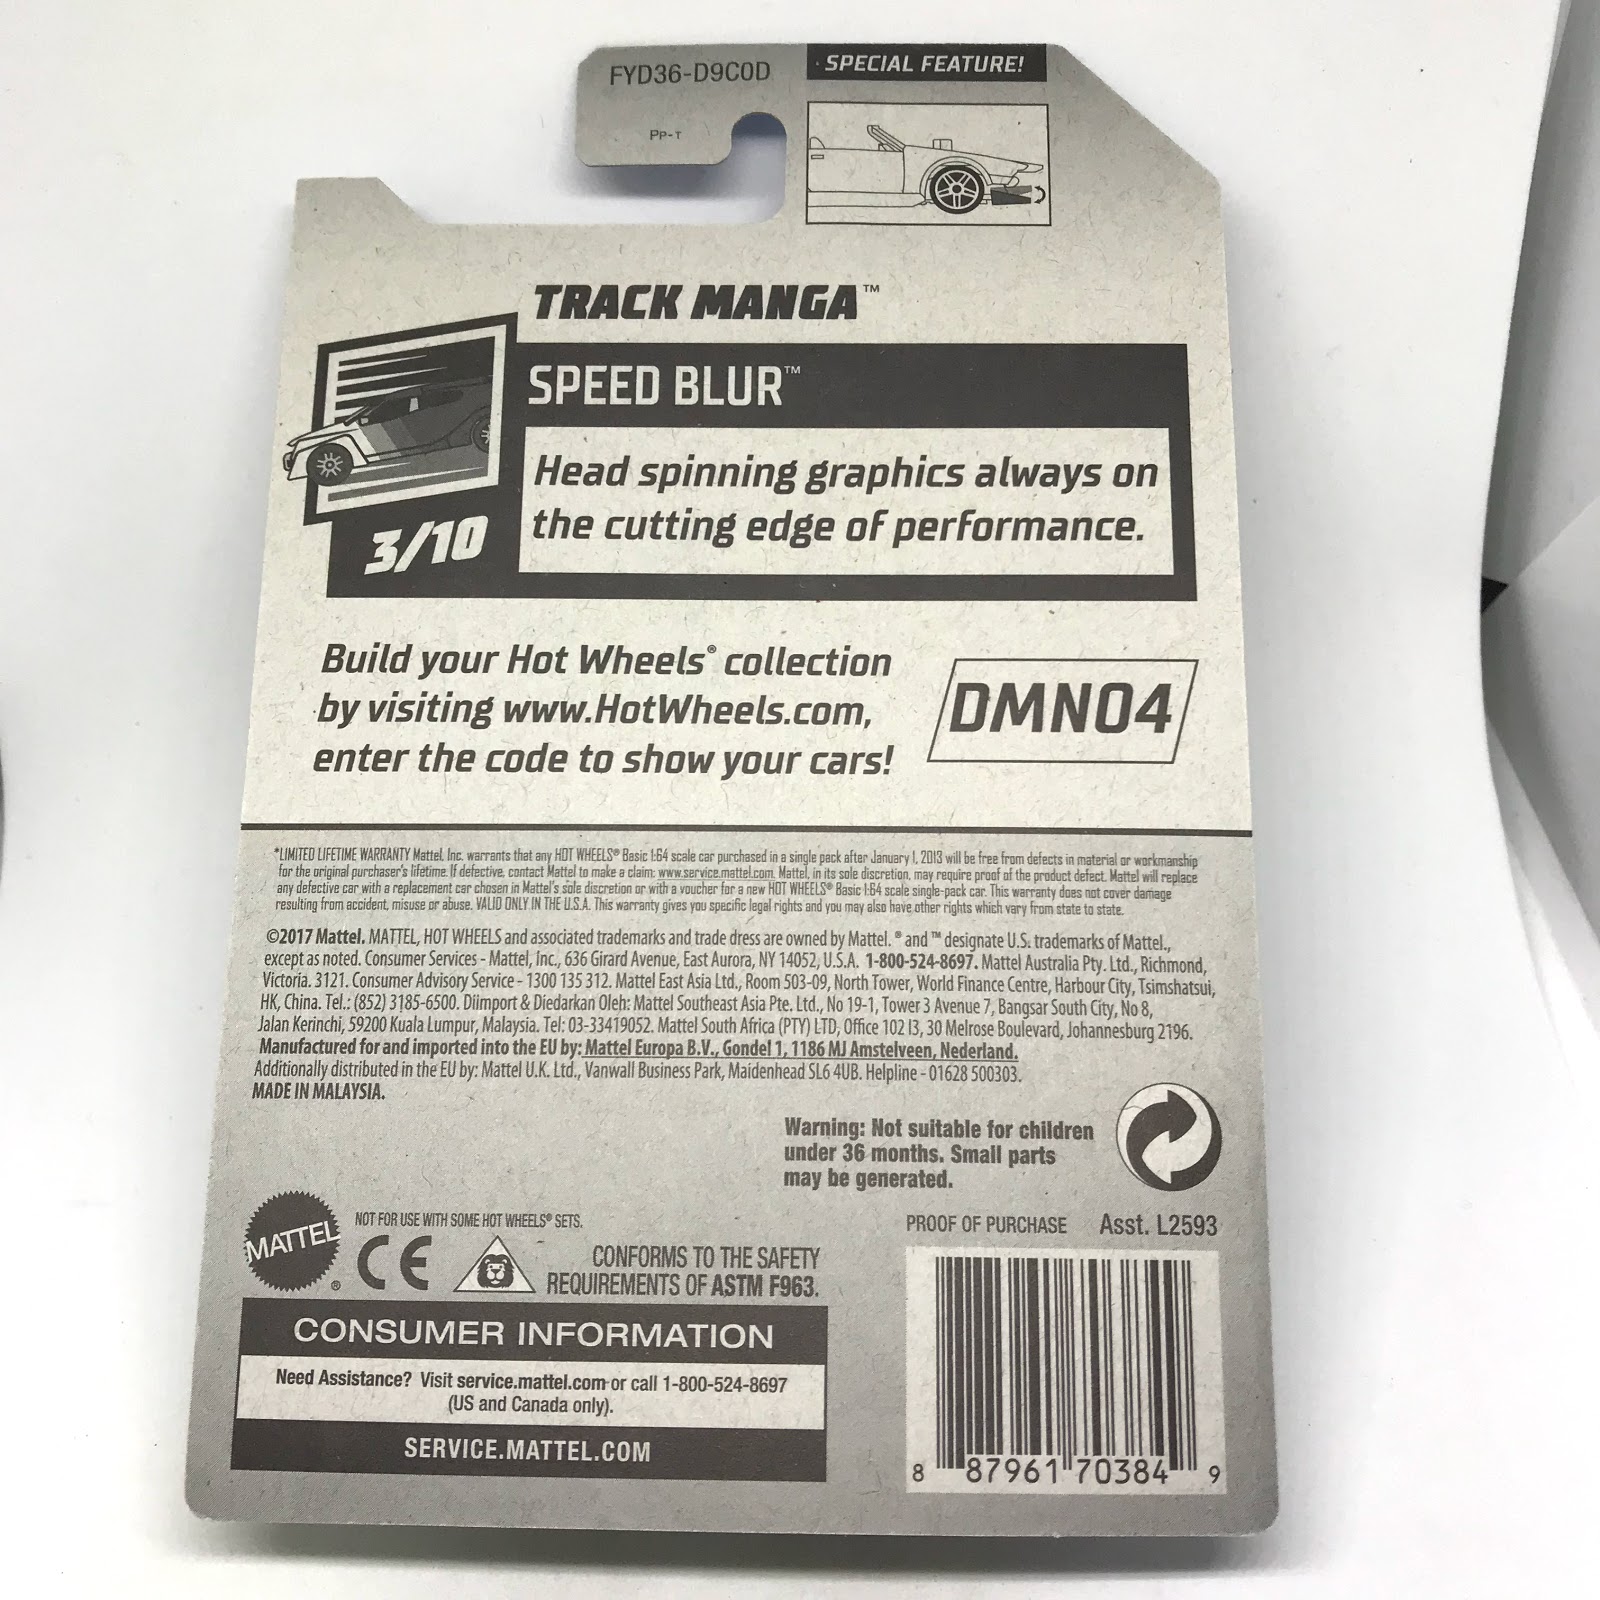 FYD36-D9C0D
PP-T
SPECIAL FEATURE!
TRACK MANGA™
SPEED BLUR™
Head spinning graphics always on
the cutting edge of performance.
3/10
Build your Hot Wheels® collection
by visiting www.HotWheels.com,
enter the code to show your cars!
DMN04
*LIMITED LIFETIME WARRANTY Mattel, Inc. warrants that any HOT WHEELS® Basic 1:64 scale car purchased in a single pack after January 1, 2013 will be free from defects in material or workmanship
for the original purchaser's lifetime. If defective, contact Mattel to make a claim: www.service.mattel.com. Mattel, in its sole discretion, may require proof of the product defect. Mattel will replace
any defective car with a replacement car chosen in Mattel's sole discretion or with a voucher for a new HOT WHEELS® Basic 1:64 scale single-pack car. This warranty does not cover damage
resulting from accident, misuse or abuse. VALID ONLY IN THE U.S.A. This warranty gives you specific legal rights and you may also have other rights which vary from state to state.
©2017 Mattel. MATTEL, HOT WHEELS and associated trademarks and trade dress are owned by Mattel. ® and ™ designate U.S. trademarks of Mattel.,
except as noted. Consumer Services - Mattel, Inc., 636 Girard Avenue, East Aurora, NY 14052, U.S.A. 1-800-524-8697. Mattel Australia Pty. Ltd., Richmond,
Victoria. 3121. Consumer Advisory Service - 1300 135 312. Mattel East Asia Ltd., Room 503-09, North Tower, World Finance Centre, Harbour City, Tsimshatsui,
HK, China. Tel.: (852) 3185-6500. Diimport & Diedarkan Oleh: Mattel Southeast Asia Pte. Ltd., No 19-1, Tower 3 Avenue 7, Bangsar South City, No 8,
Jalan Kerinchi, 59200 Kuala Lumpur, Malaysia. Tel: 03-33419052. Mattel South Africa (PTY) LTD, Office 102 I3, 30 Melrose Boulevard, Johannesburg 2196.
Manufactured for and imported into the EU by: Mattel Europa B.V., Gondel 1, 1186 MJ Amstelveen, Nederland.
Additionally distributed in the EU by: Mattel U.K. Ltd., Vanwall Business Park, Maidenhead SL6 4UB. Helpline - 01628 500303.
MADE IN MALAYSIA.
Warning: Not suitable for children
under 36 months. Small parts
may be generated.
MATTEL®
NOT FOR USE WITH SOME HOT WHEELS® SETS.
CE
CONFORMS TO THE SAFETY
REQUIREMENTS OF ASTM F963.
PROOF OF PURCHASE Asst. L2593
CONSUMER INFORMATION
Need Assistance? Visit service.mattel.com or call 1-800-524-8697
(US and Canada only).
SERVICE.MATTEL.COM
8 87961 70384 9